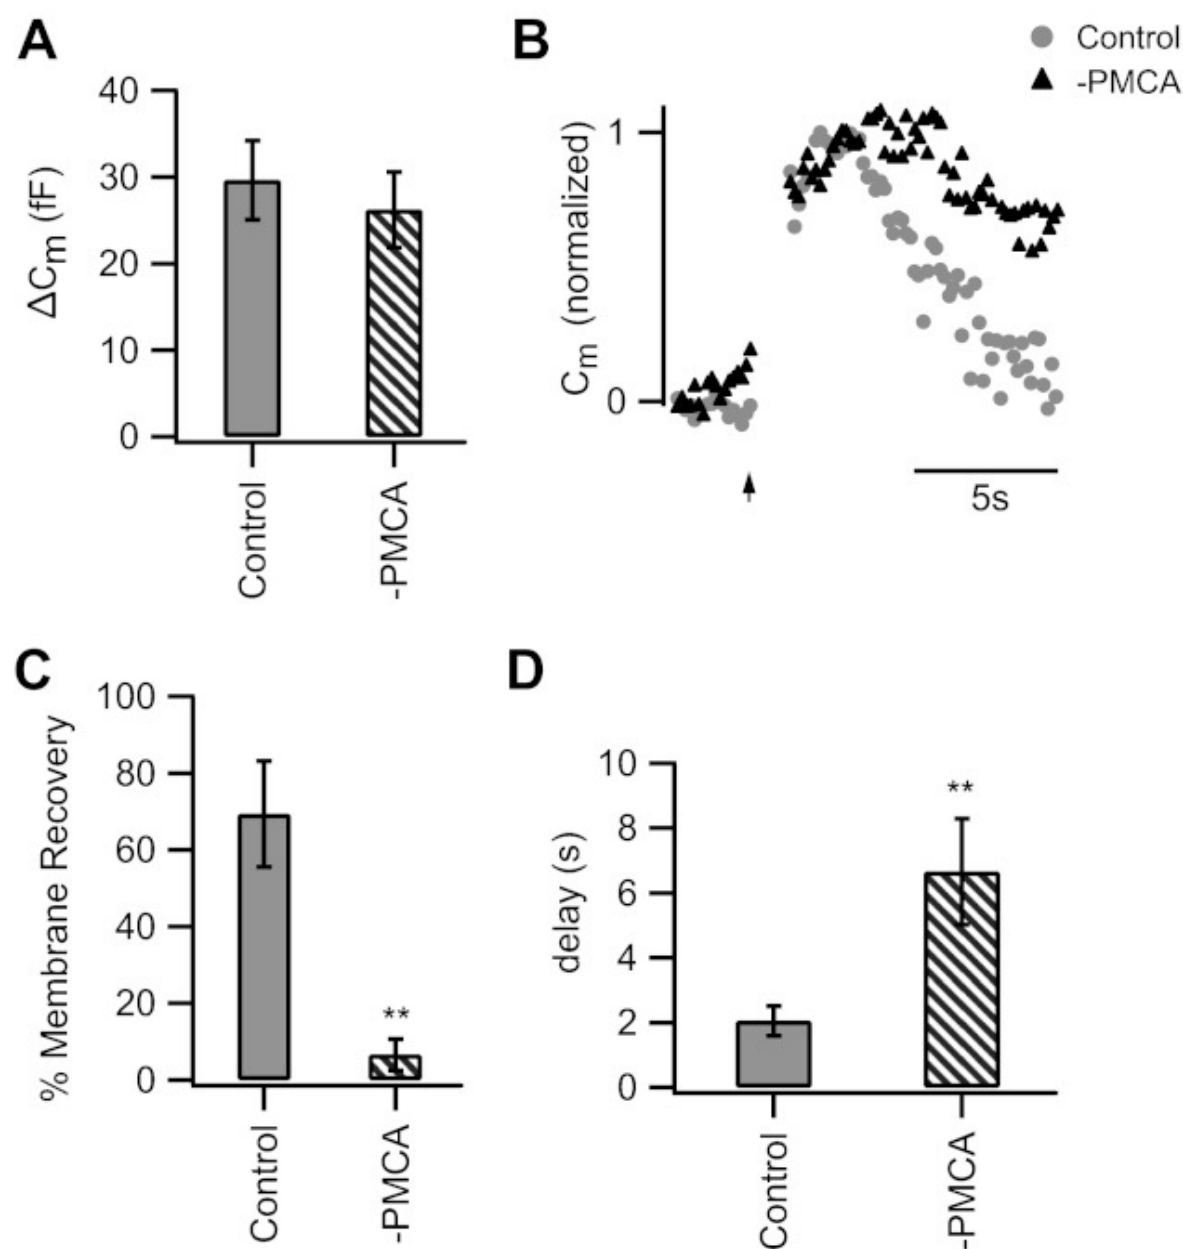 A
40
30
20
10
0
ΔCm (fF)
Control
-PMCA
B
Control
-PMCA
1
0
Cm (normalized)
5s
C
100
80
60
40
20
0
% Membrane Recovery
**
Control
-PMCA
D
10
8
6
4
2
0
delay (s)
**
Control
-PMCA